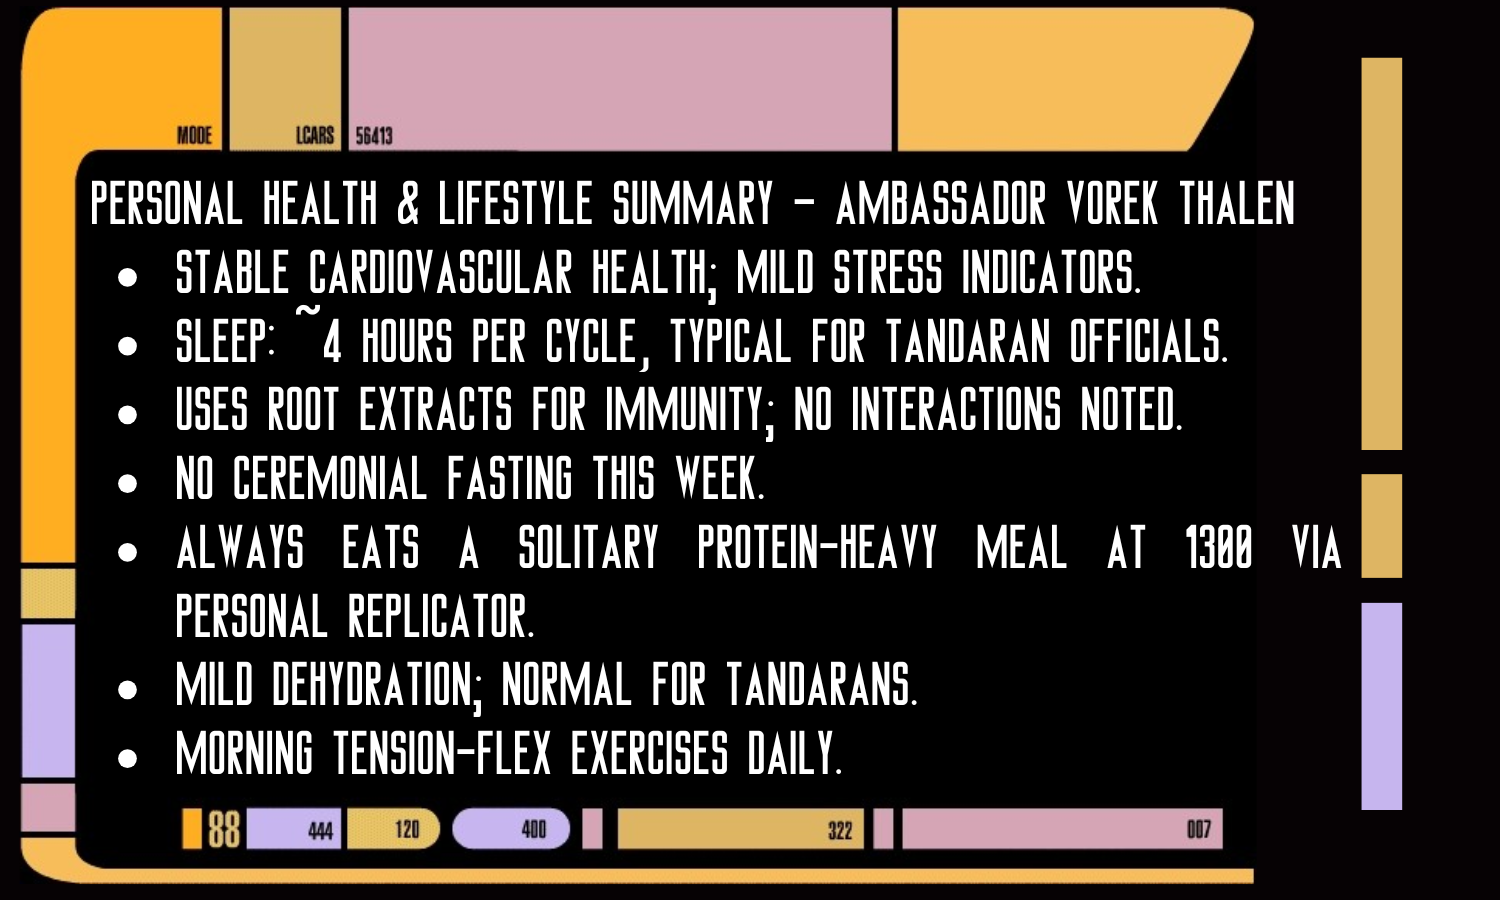 MODE LCARS 56413
PERSONAL HEALTH & LIFESTYLE SUMMARY - AMBASSADOR VOREK THALEN
• STABLE CARDIOVASCULAR HEALTH; MILD STRESS INDICATORS.
• SLEEP: ~4 HOURS PER CYCLE, TYPICAL FOR TANDARAN OFFICIALS.
• USES ROOT EXTRACTS FOR IMMUNITY; NO INTERACTIONS NOTED.
• NO CEREMONIAL FASTING THIS WEEK.
• ALWAYS EATS A SOLITARY PROTEIN-HEAVY MEAL AT 1300 VIA
PERSONAL REPLICATOR.
• MILD DEHYDRATION; NORMAL FOR TANDARANS.
• MORNING TENSION-FLEX EXERCISES DAILY.
88 444 120 400 322 007